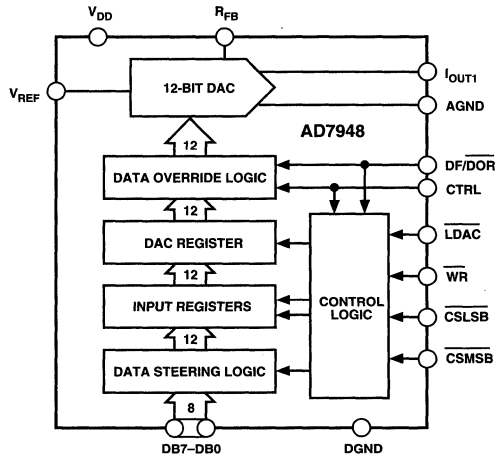 VDD
RFB
VREF
12-BIT DAC
IOUT1
AGND
AD7948
12
DATA OVERRIDE LOGIC
DF/DOR
CTRL
12
DAC REGISTER
LDAC
12
WR
INPUT REGISTERS
CONTROL
LOGIC
CSLSB
12
DATA STEERING LOGIC
CSMSB
8
DB7–DB0
DGND